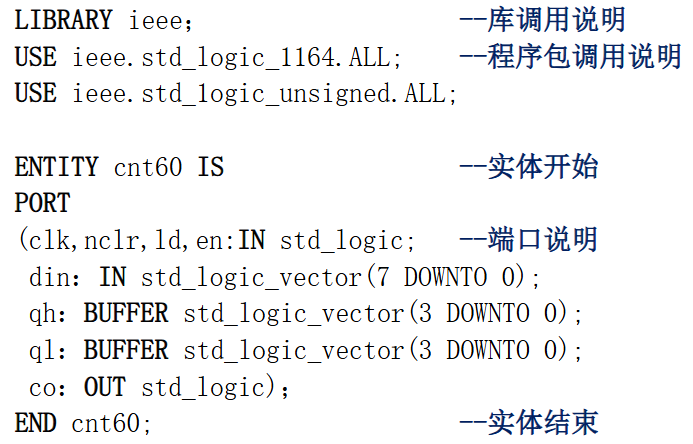 LIBRARY ieee;                --库调用说明
USE ieee.std_logic_1164.ALL;    --程序包调用说明
USE ieee.std_logic_unsigned.ALL;
ENTITY cnt60 IS              --实体开始
PORT
(clk,nclr,ld,en:IN std_logic;   --端口说明
din: IN std_logic_vector(7 DOWNTO 0);
qh: BUFFER std_logic_vector(3 DOWNTO 0);
ql: BUFFER std_logic_vector(3 DOWNTO 0);
co: OUT std_logic);
END cnt60;                   --实体结束